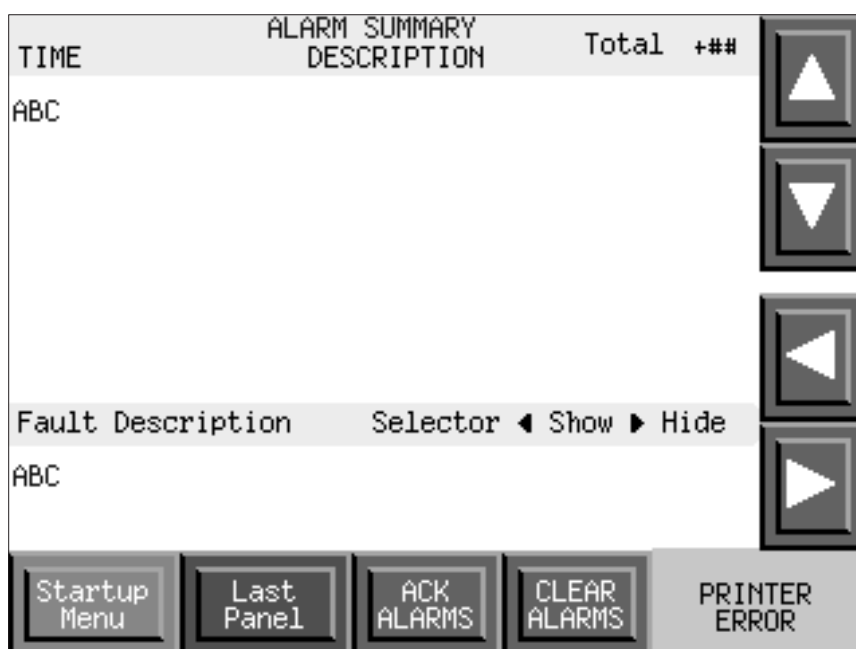 ALARM SUMMARY
TIME DESCRIPTION Total +##
ABC
Fault Description Selector ◀ Show ▶ Hide
ABC
Startup
Menu
Last
Panel
ACK
ALARMS
CLEAR
ALARMS
PRINTER
ERROR